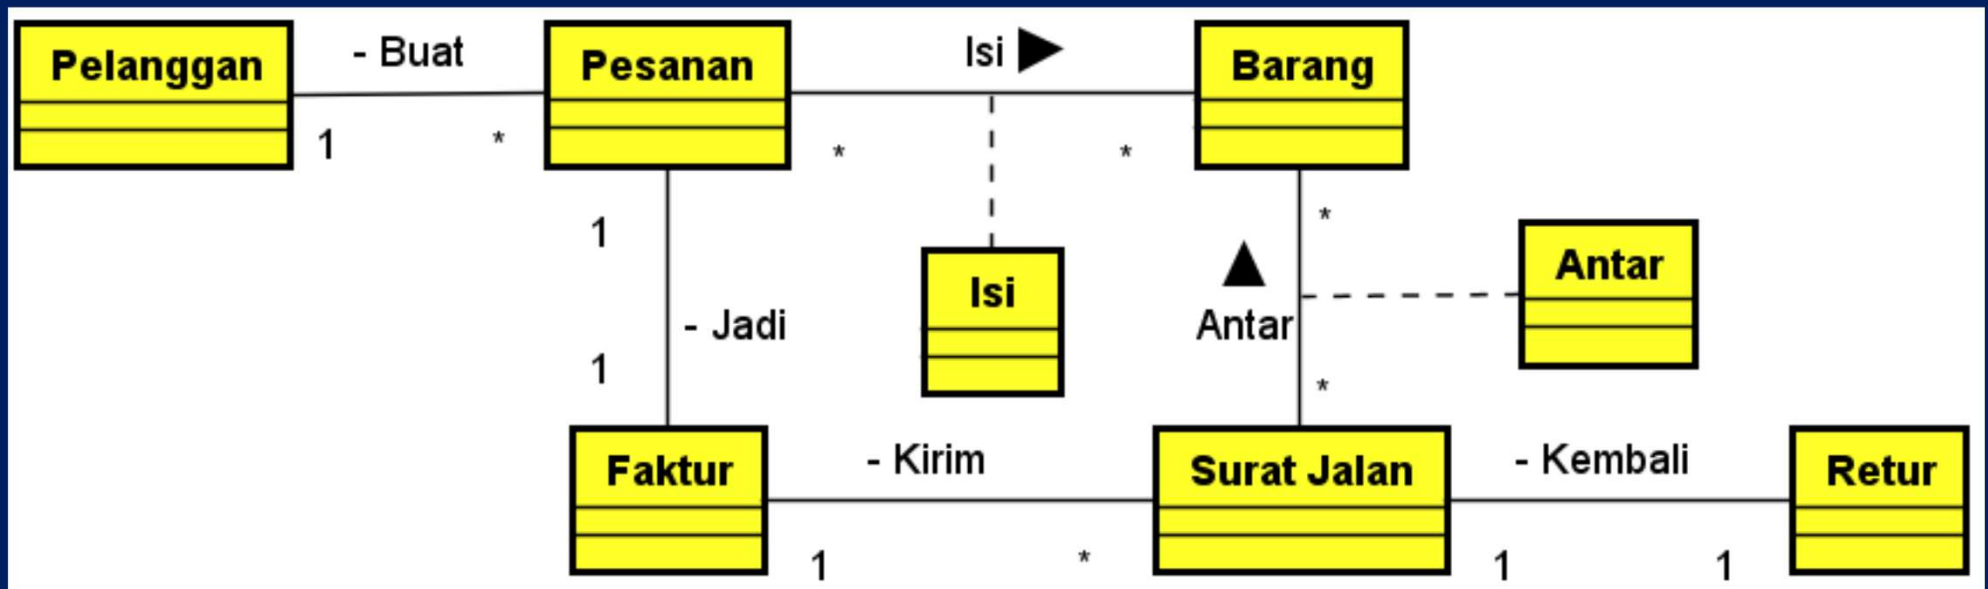 Pelanggan
- Buat
Pesanan
Isi ▶
Barang
1
*
*
*
1
*
Isi
▲
Antar
Antar
- Jadi
1
*
Faktur
- Kirim
Surat Jalan
- Kembali
Retur
1
*
1
1